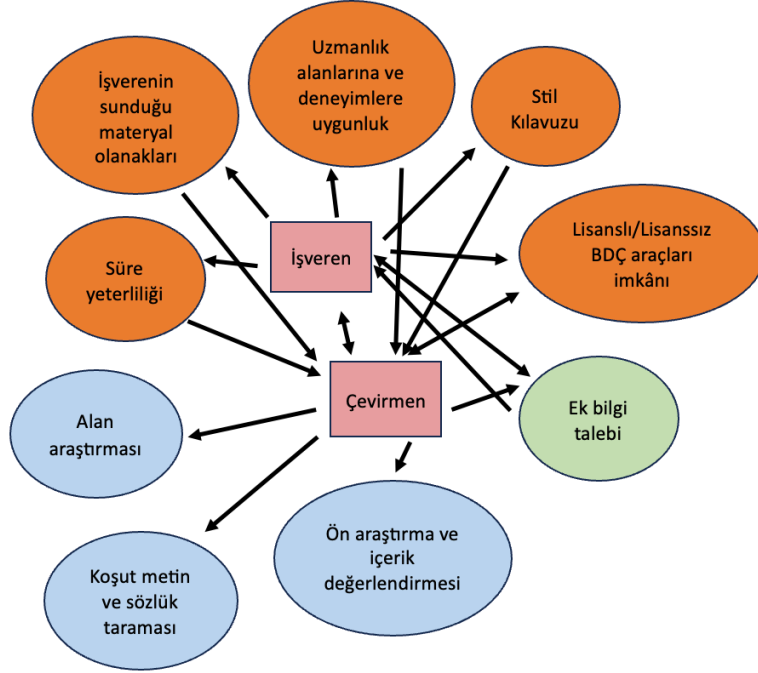 İşverenin
sunduğu
materyal
olanakları
Uzmanlık
alanlarına ve
deneyimlere
uygunluk
Stil
Kılavuzu
Süre
yeterliliği
İşveren
Lisanslı/Lisanssız
BDÇ araçları
imkânı
Alan
araştırması
Çevirmen
Ek bilgi
talebi
Koşut metin
ve sözlük
taraması
Ön araştırma ve
içerik
değerlendirmesi